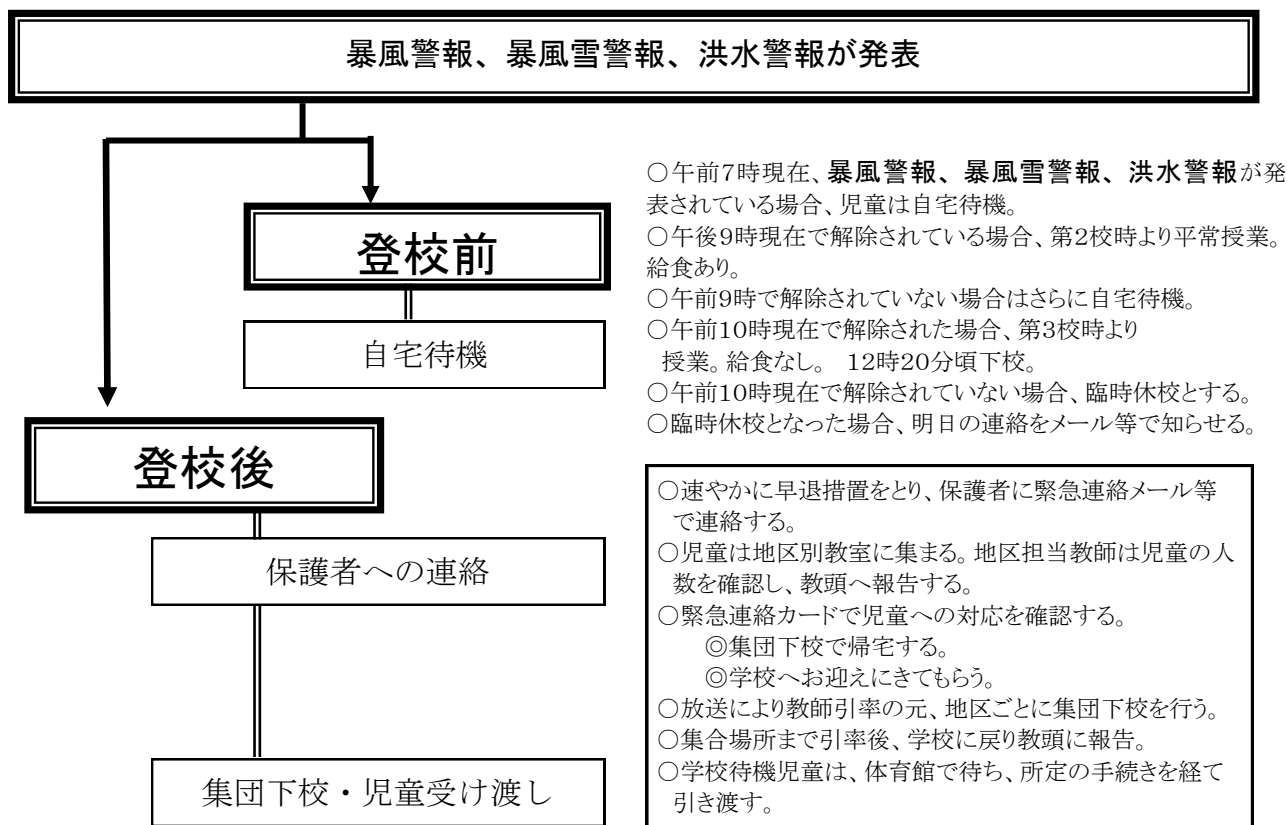 暴風警報、暴風雪警報、洪水警報が発表
登校前
自宅待機
○午前7時現在、暴風警報、暴風雪警報、洪水警報が発
表されている場合、児童は自宅待機。
○午後9時現在で解除されている場合、第2校時より平常授業。
給食あり。
○午前9時で解除されていない場合はさらに自宅待機。
○午前10時現在で解除された場合、第3校時より
授業。給食なし。 12時20分頃下校。
○午前10時現在で解除されていない場合、臨時休校とする。
○臨時休校となった場合、明日の連絡をメール等で知らせる。
登校後
保護者への連絡
集団下校・児童受け渡し
○速やかに早退措置をとり、保護者に緊急連絡メール等
で連絡する。
○児童は地区別教室に集まる。地区担当教師は児童の人
数を確認し、教頭へ報告する。
○緊急連絡カードで児童への対応を確認する。
◎集団下校で帰宅する。
◎学校へお迎えにきてもらう。
○放送により教師引率の元、地区ごとに集団下校を行う。
○集合場所まで引率後、学校に戻り教頭に報告。
○学校待機児童は、体育館で待ち、所定の手続きを経て
引き渡す。